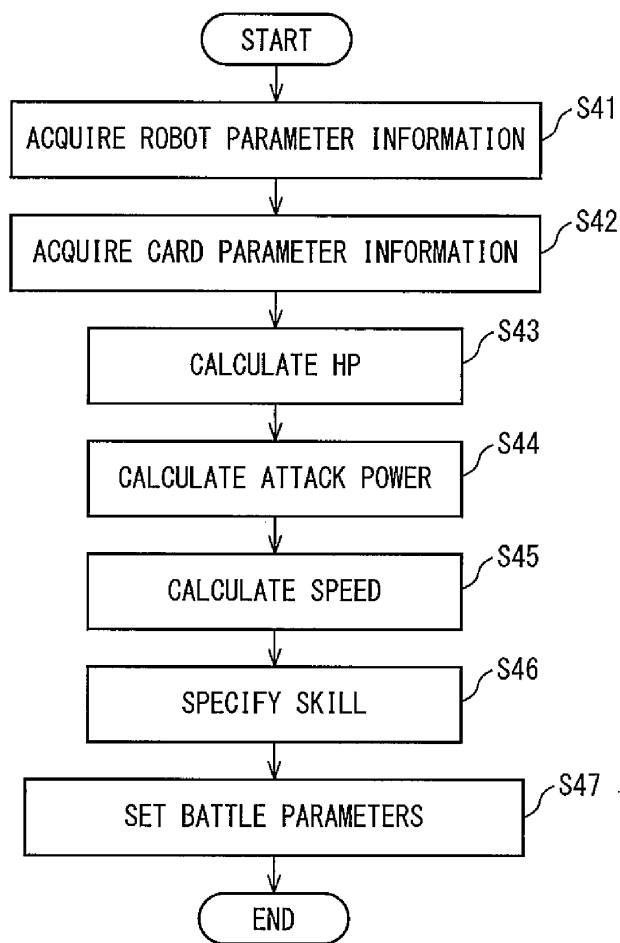 START
S41
ACQUIRE ROBOT PARAMETER INFORMATION
S42
ACQUIRE CARD PARAMETER INFORMATION
S43
CALCULATE HP
S44
CALCULATE ATTACK POWER
S45
CALCULATE SPEED
S46
SPECIFY SKILL
S47
SET BATTLE PARAMETERS
END